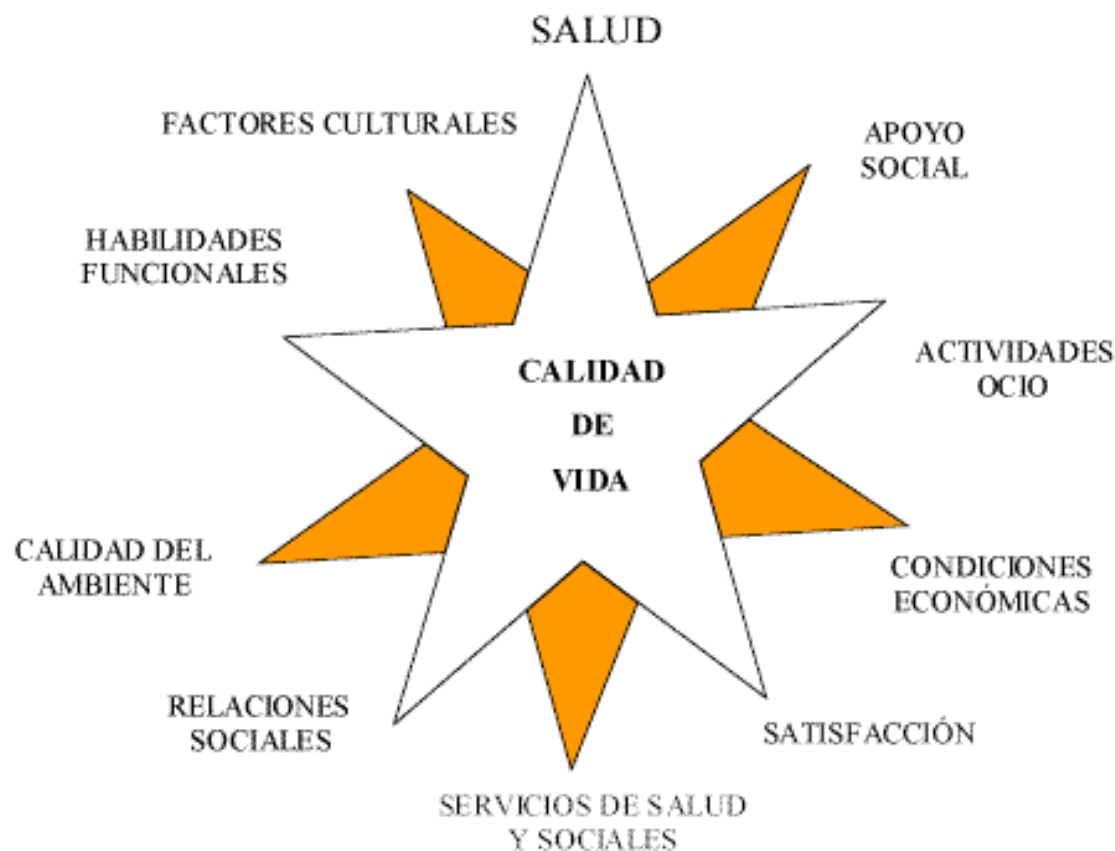 SALUD
FACTORES CULTURALES
APOYO
SOCIAL
HABILIDADES
FUNCIONALES
ACTIVIDADES
OCIO
CALIDAD
DE
VIDA
CALIDAD DEL
AMBIENTE
CONDICIONES
ECONÓMICAS
RELACIONES
SOCIALES
SATISFACCIÓN
SERVICIOS DE SALUD
Y SOCIALES